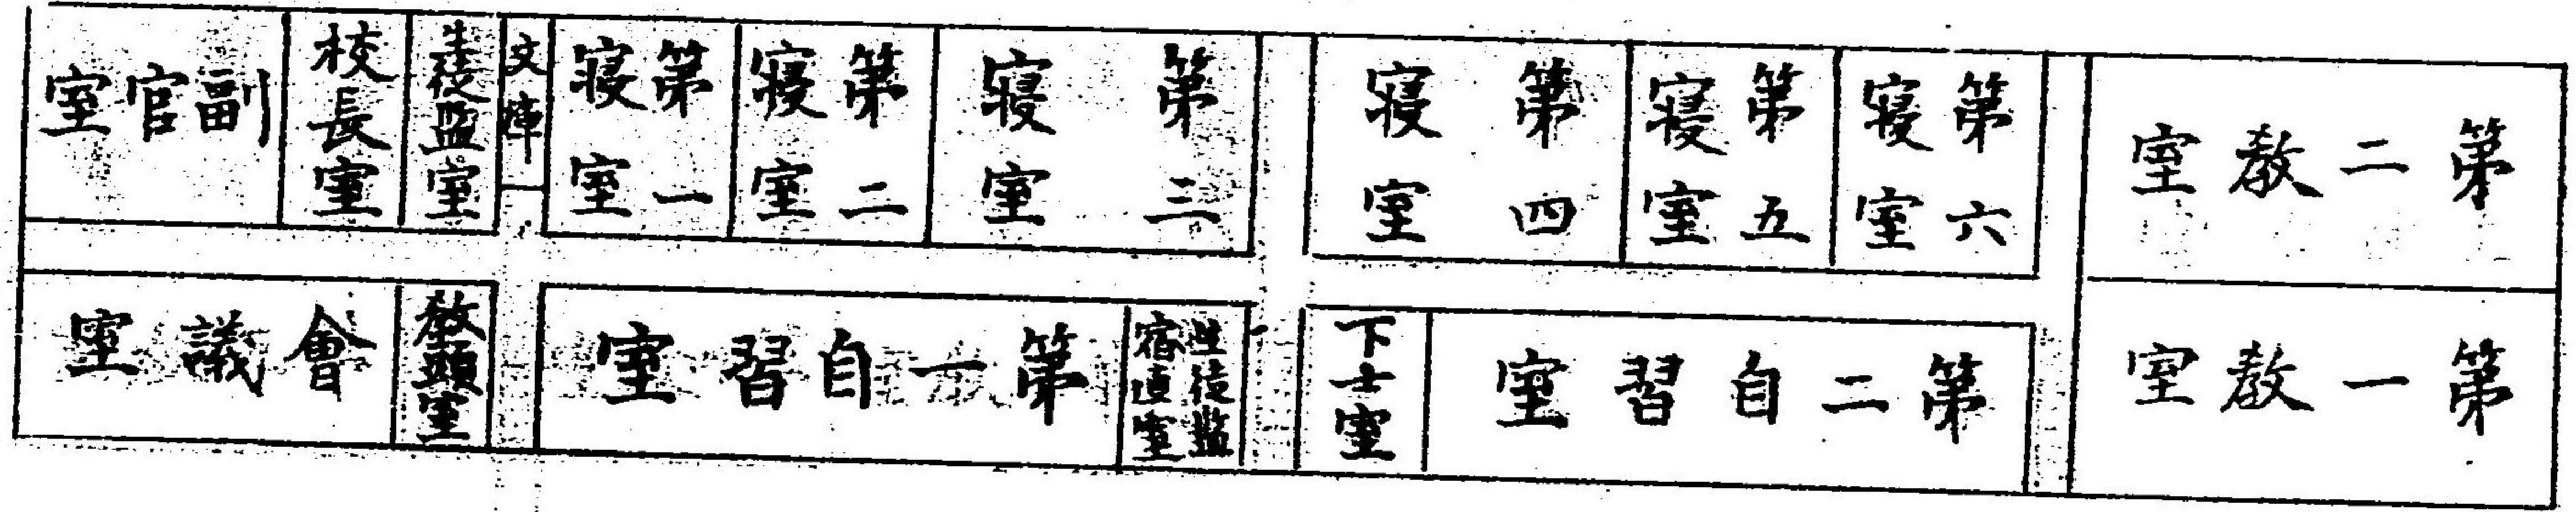 第二教室
第六寝室
第五寝室
第四寝室
第三寝室
第二寝室
第一寝室
文庫
生徒監室
校長室
副官室
第一教室
第二自習室
下士室
生徒監
宿直室
第一自習室
教頭室
會議室